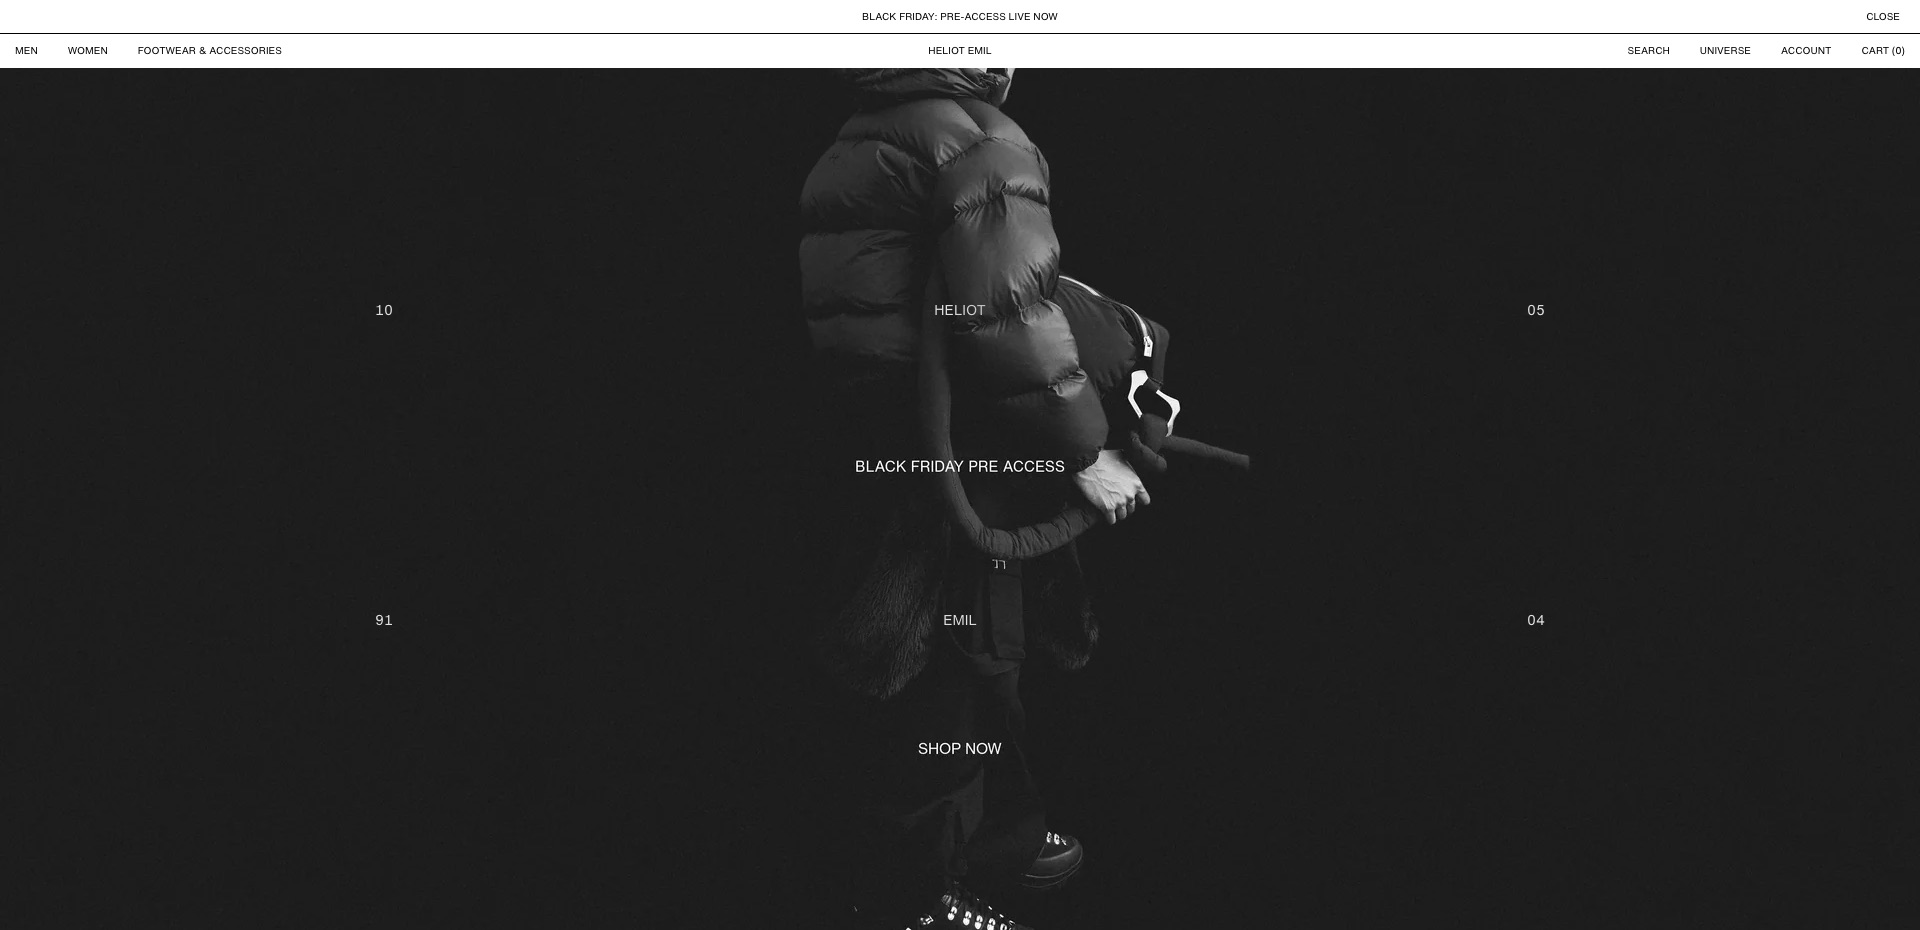 BLACK FRIDAY: PRE-ACCESS LIVE NOW
CLOSE
MEN
WOMEN
FOOTWEAR & ACCESSORIES
HELIOT EMIL
SEARCH
UNIVERSE
ACCOUNT
CART (0)
10
HELIOT
05
BLACK FRIDAY PRE ACCESS
91
EMIL
04
SHOP NOW